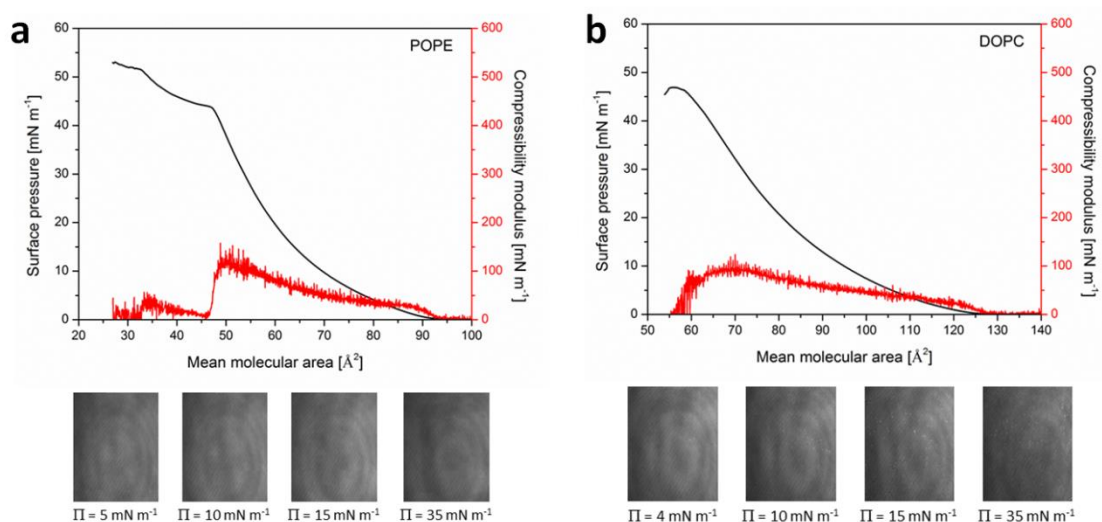 a
POPE
Surface pressure [mN m⁻¹]
60
50
40
30
20
10
0
600
500
400
300
200
100
0
Compressibility modulus [mN m⁻¹]
20 30 40 50 60 70 80 90 100
Mean molecular area [Å²]
Π = 5 mN m⁻¹ Π = 10 mN m⁻¹ Π = 15 mN m⁻¹ Π = 35 mN m⁻¹
b
DOPC
Surface pressure [mN m⁻¹]
60
50
40
30
20
10
0
600
500
400
300
200
100
0
Compressibility modulus [mN m⁻¹]
50 60 70 80 90 100 110 120 130 140
Mean molecular area [Å²]
Π = 4 mN m⁻¹ Π = 10 mN m⁻¹ Π = 15 mN m⁻¹ Π = 35 mN m⁻¹